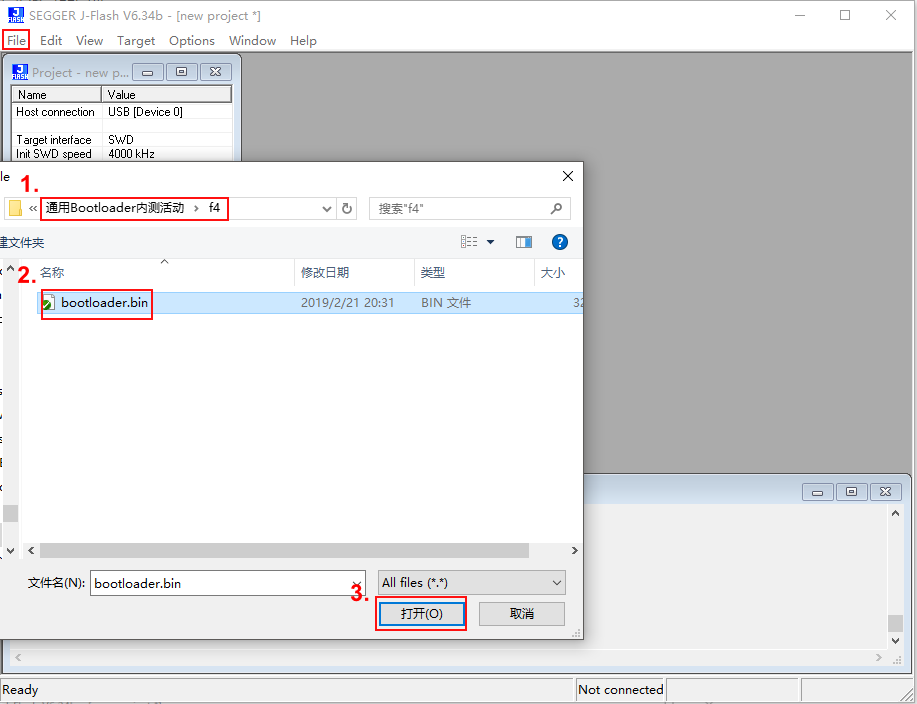 SEGGER J-Flash V6.34b - [new project *]
File Edit View Target Options Window Help
Project - new p...
Name Value
Host connection USB [Device 0]
Target interface SWD
Init SWD speed 4000 kHz
le
1.
« 通用Bootloader内测活动 › f4
搜索"f4"
建文件夹
2.
名称 修改日期 类型 大小
bootloader.bin 2019/2/21 20:31 BIN 文件 32
文件名(N): bootloader.bin All files (*.*)
3.
打开(O) 取消
Ready Not connected